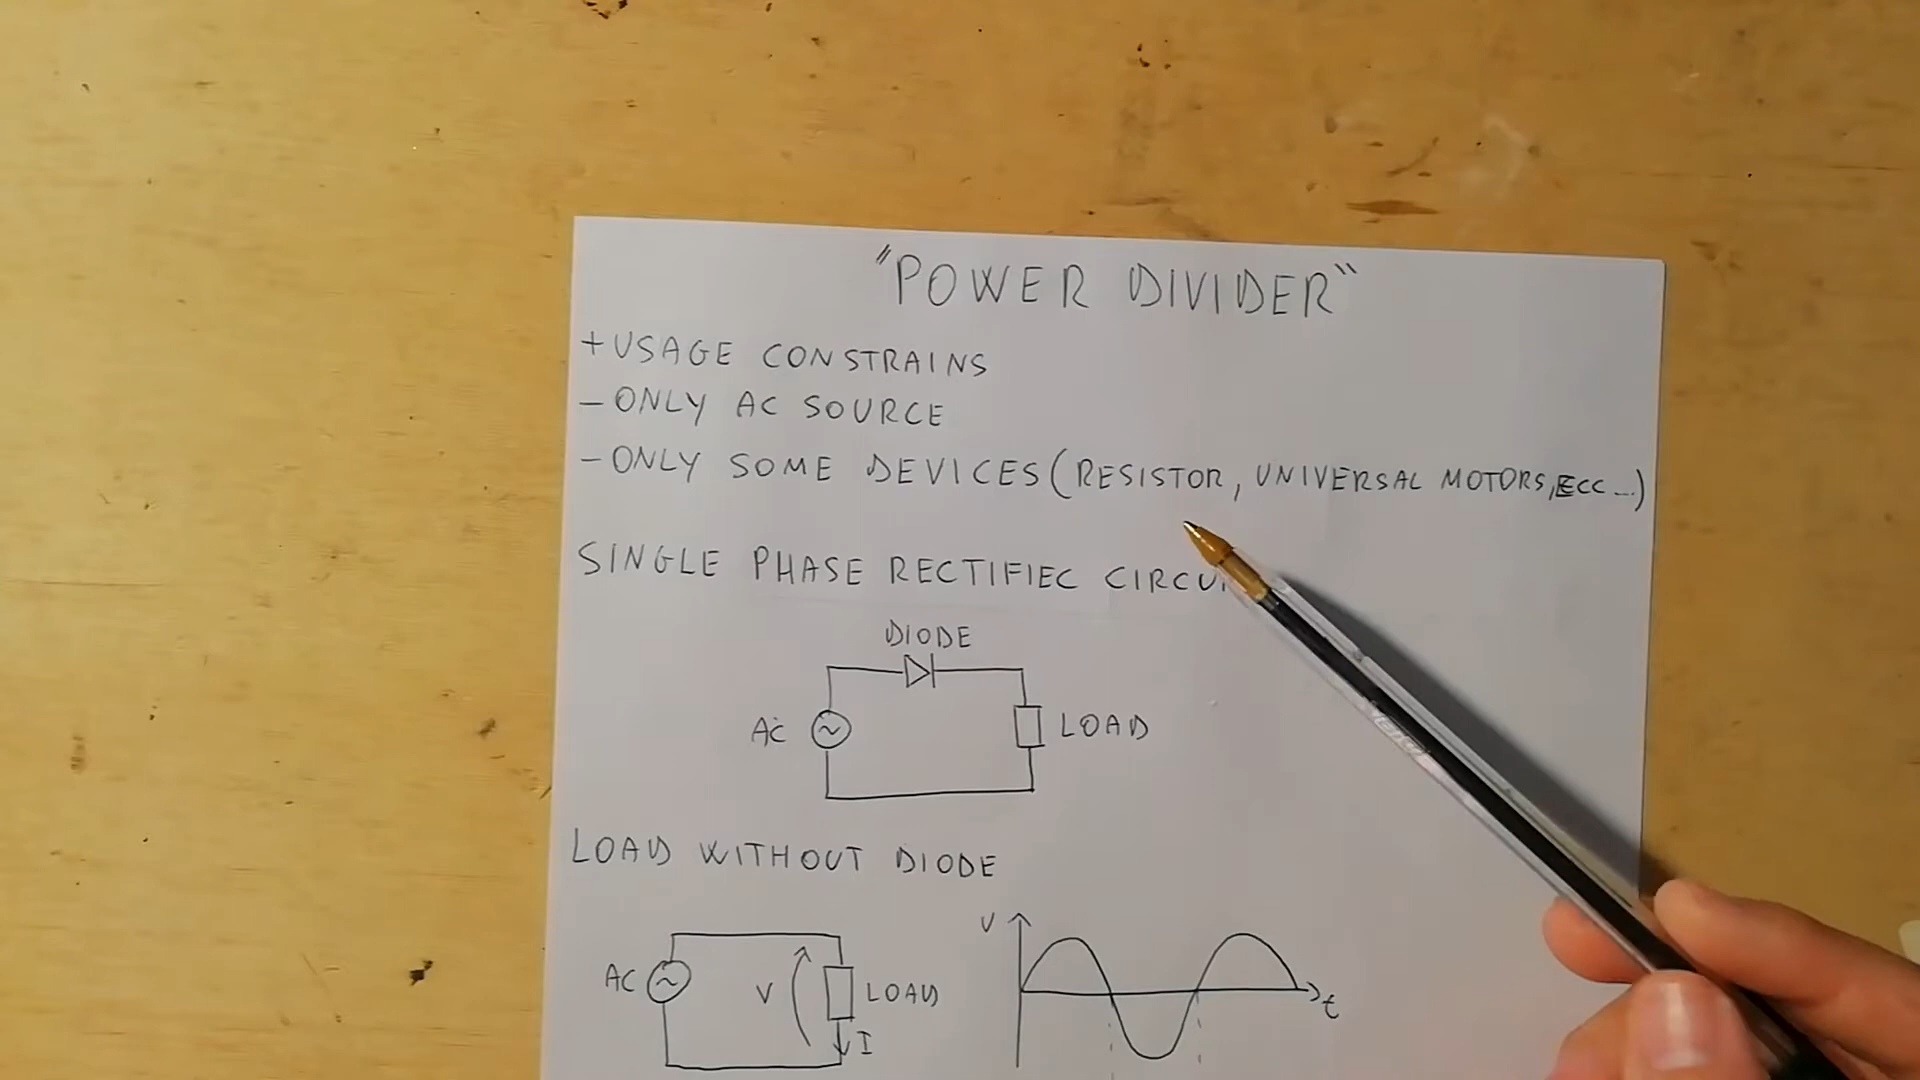 "POWER DIVIDER"
+USAGE CONSTRAINS
-ONLY AC SOURCE
-ONLY SOME DEVICES(RESISTOR, UNIVERSAL MOTORS, ECC...)
SINGLE PHASE RECTIFIEC
DIODE
AC
LOAD
LOAD WITHOUT DIODE
AC
V
LOAD
I
V
t